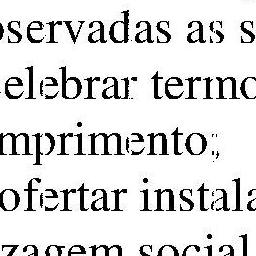 observadas as s
celebrar termo
mprimento;
ofertar instala
zagem social